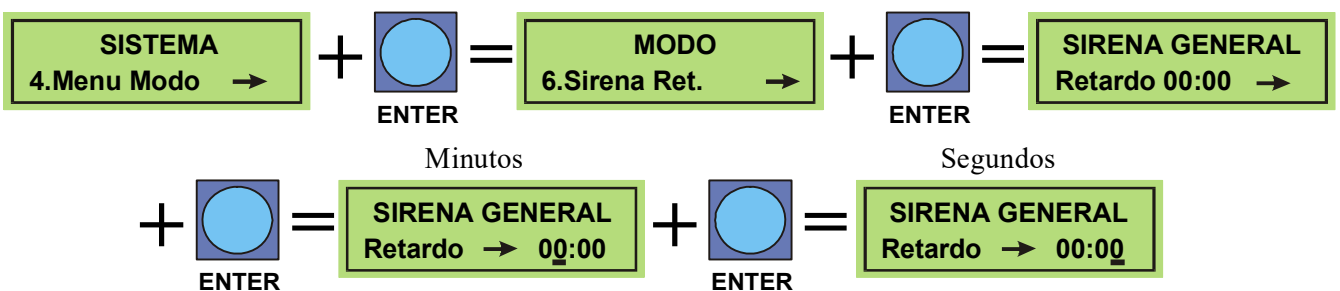 SISTEMA
4.Menu Modo →
+
ENTER
=
MODO
6.Sirena Ret. →
+
ENTER
=
SIRENA GENERAL
Retardo 00:00 →
+
ENTER
=
Minutos
SIRENA GENERAL
Retardo → 00:00
+
ENTER
=
Segundos
SIRENA GENERAL
Retardo → 00:00